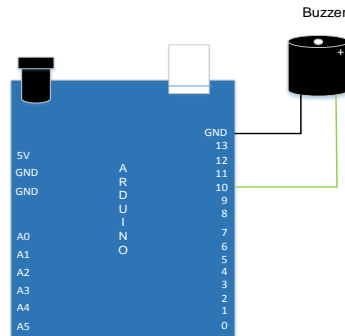 Buzzer
+
GND
13
12
11
10
9
8
7
6
5
4
3
2
1
0
5V
GND
GND
A0
A1
A2
A3
A4
A5
ARDUINO